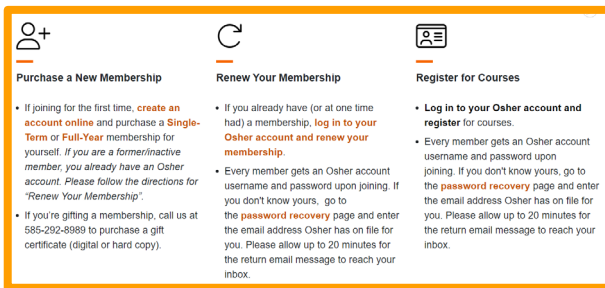 Purchase a New Membership
• If joining for the first time, create an
account online and purchase a Single-
Term or Full-Year membership for
yourself. If you are a former/inactive
member, you already have an Osher
account. Please follow the directions for
"Renew Your Membership".
• If you're gifting a membership, call us at
585-292-8989 to purchase a gift
certificate (digital or hard copy).
Renew Your Membership
• If you already have (or at one time
had) a membership, log in to your
Osher account and renew your
membership.
• Every member gets an Osher account
username and password upon joining. If
you don't know yours, go to
the password recovery page and enter
the email address Osher has on file for
you. Please allow up to 20 minutes for
the return email message to reach your
inbox.
Register for Courses
• Log in to your Osher account and
register for courses.
• Every member gets an Osher account
username and password upon
joining. If you don't know yours, go to
the password recovery page and enter
the email address Osher has on file for
you. Please allow up to 20 minutes for
the return email message to reach your
inbox.